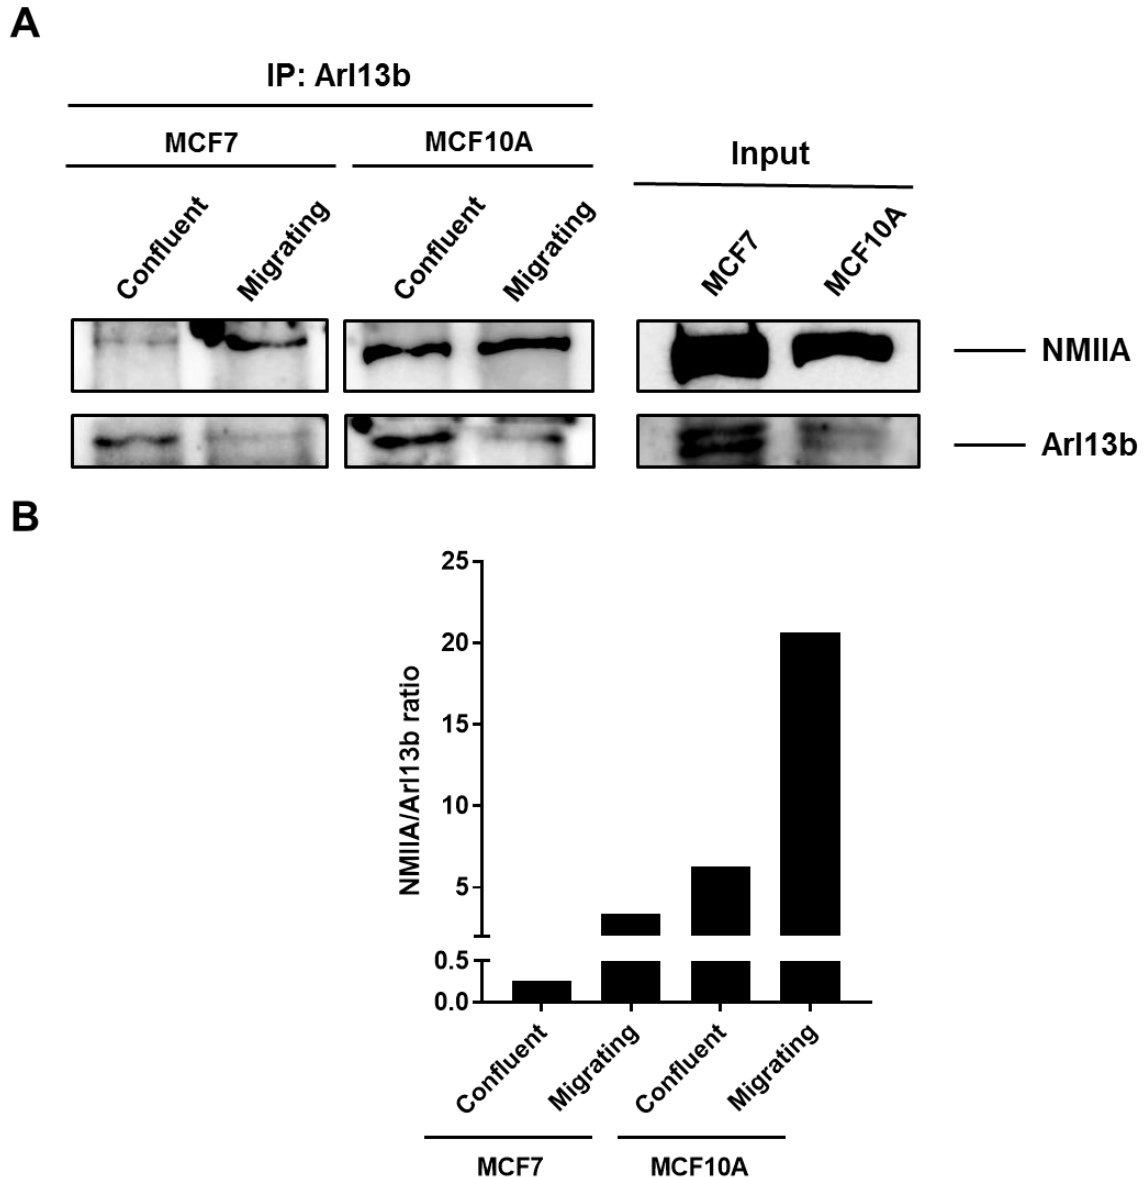 A
IP: Arl13b
MCF7
MCF10A
Input
Confluent
Migrating
Confluent
Migrating
MCF7
MCF10A
NMIIA
Arl13b
B
NMIIA/Arl13b ratio
25
20
15
10
5
0.5
0.0
Confluent
Migrating
Confluent
Migrating
MCF7
MCF10A